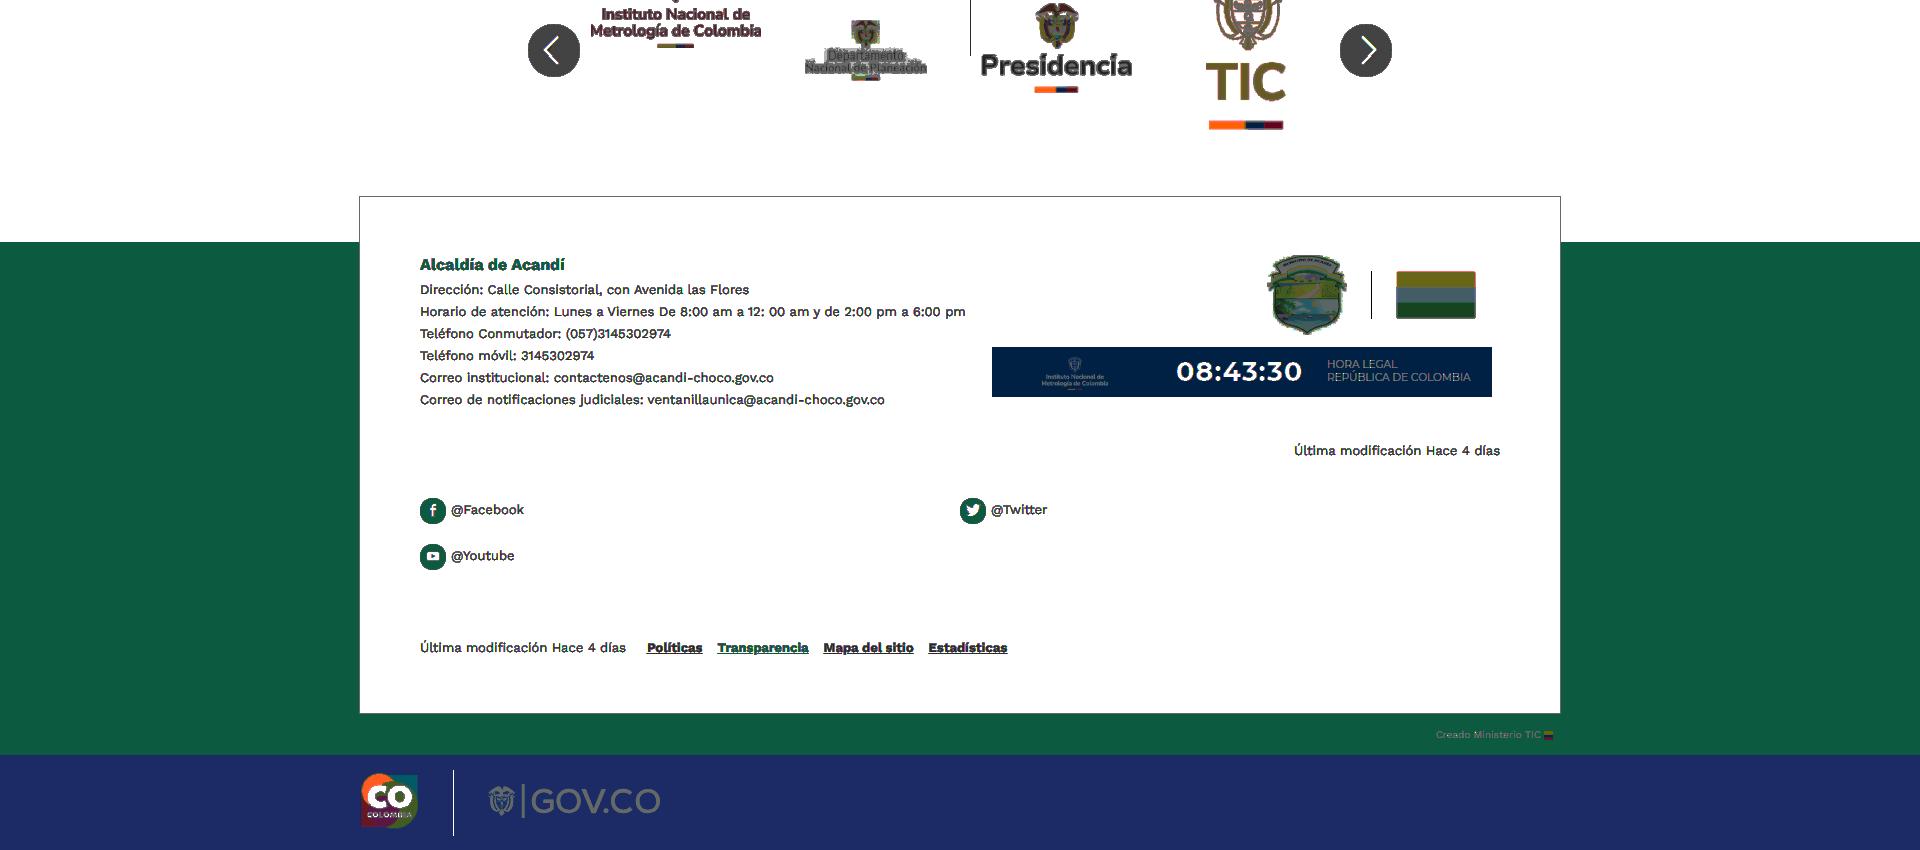 Instituto Nacional de
Metrología de Colombia
Departamento
Nacional de Planeación
Presidencia
TIC
Alcaldía de Acandí
Dirección: Calle Consistorial, con Avenida las Flores
Horario de atención: Lunes a Viernes De 8:00 am a 12: 00 am y de 2:00 pm a 6:00 pm
Teléfono Conmutador: (057)3145302974
Teléfono móvil: 3145302974
Correo institucional: contactenos@acandi-choco.gov.co
Correo de notificaciones judiciales: ventanillaunica@acandi-choco.gov.co
Instituto Nacional de
Metrología de Colombia
08:43:30
HORA LEGAL
REPÚBLICA DE COLOMBIA
Última modificación Hace 4 días
@Facebook
@Twitter
@Youtube
Última modificación Hace 4 días Políticas Transparencia Mapa del sitio Estadísticas
Creado Ministerio TIC
CO
COLOMBIA
GOV.CO